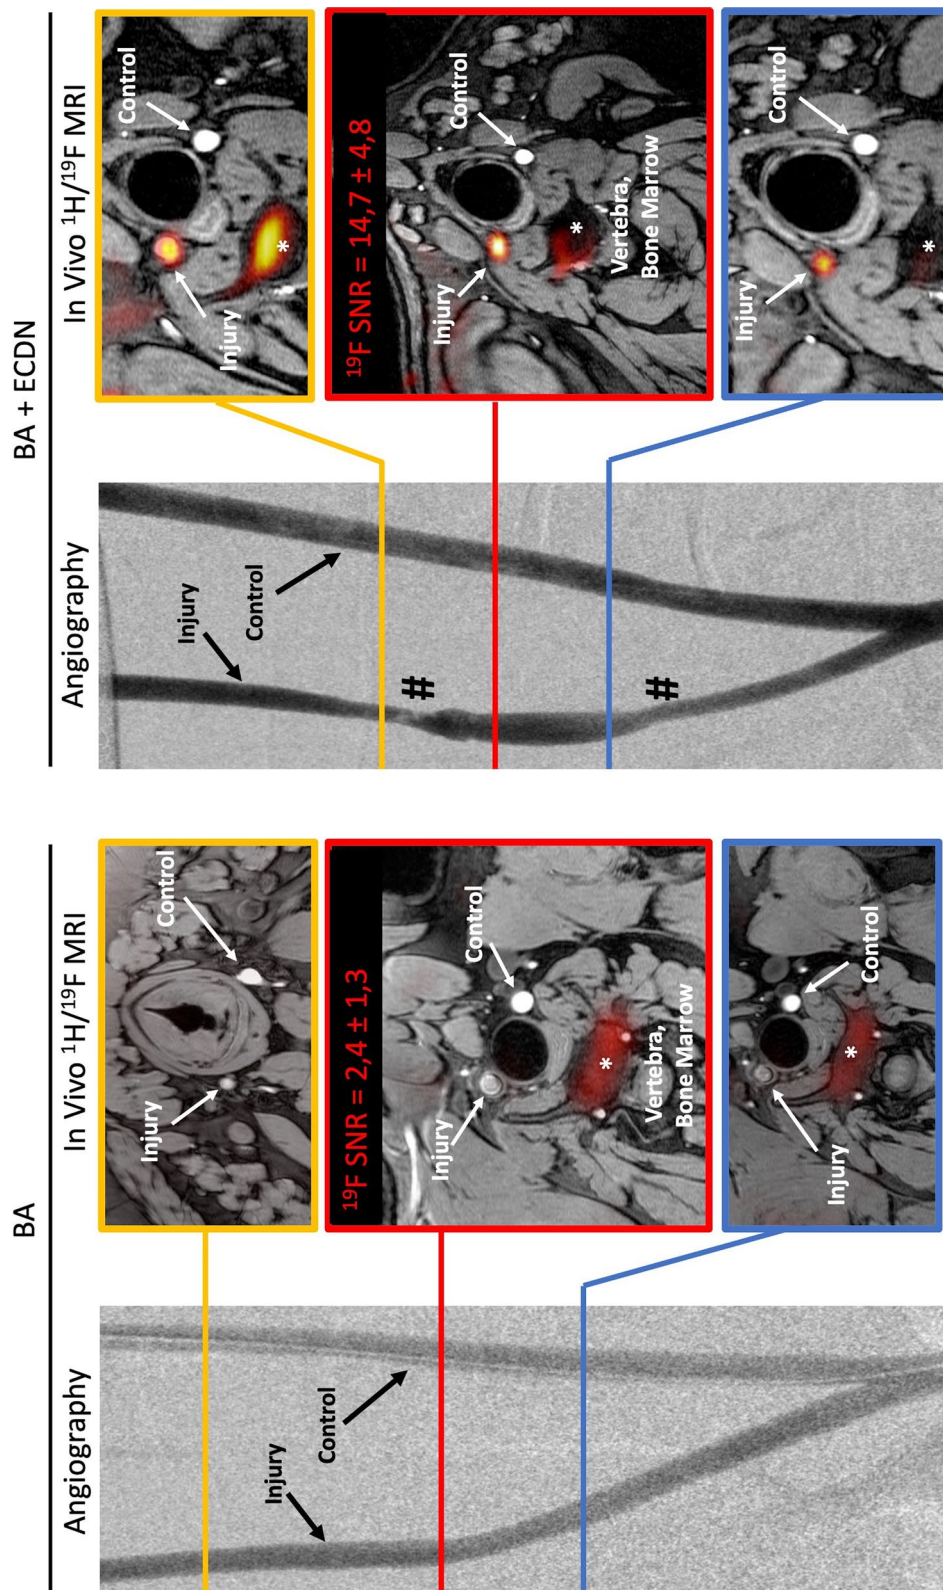 BA
Angiography
In Vivo ¹H/¹⁹F MRI
Injury
Control
Injury
Control
¹⁹F SNR = 2,4 ± 1,3
Injury
Control
*
Vertebra,
Bone Marrow
Injury
Control
*
BA + ECDN
Angiography
In Vivo ¹H/¹⁹F MRI
Injury
Control
#
#
Injury
Control
*
¹⁹F SNR = 14,7 ± 4,8
Injury
Control
*
Vertebra,
Bone Marrow
Injury
Control
*